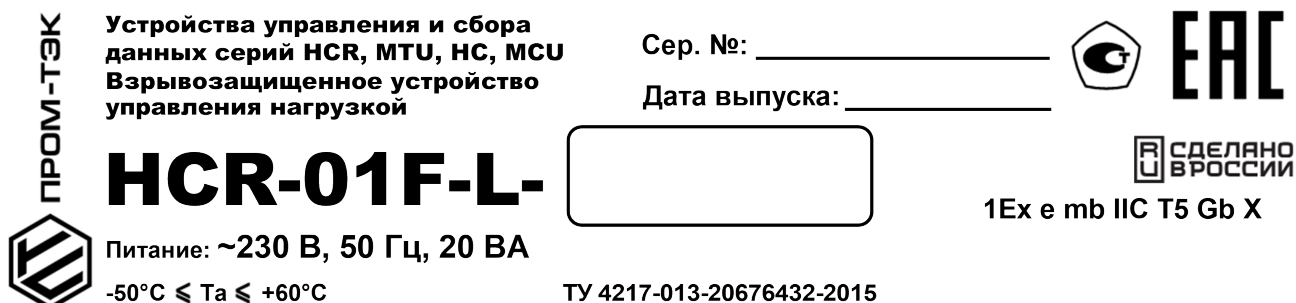 ПРОМ-ТЭК
Устройства управления и сбора
данных серий HCR, MTU, HC, MCU
Взрывозащищенное устройство
управления нагрузкой
HCR-01F-L-
Питание: ~230 В, 50 Гц, 20 ВА
-50°C ⩽ Ta ⩽ +60°C
Сер. №:
Дата выпуска:
ТУ 4217-013-20676432-2015
EAC
RU СДЕЛАНО
В РОССИИ
1Ex e mb IIC T5 Gb X